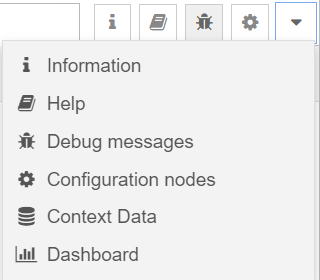 Information
Help
Debug messages
Configuration nodes
Context Data
Dashboard